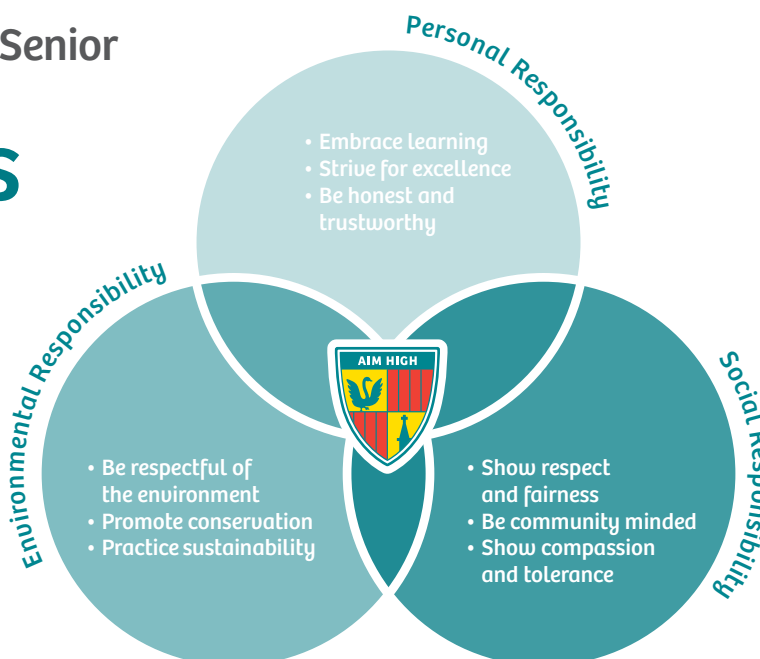 Senior
s
Personal Responsibility
• Embrace learning
• Strive for excellence
• Be honest and
trustworthy
Environmental Responsibility
• Be respectful of
the environment
• Promote conservation
• Practice sustainability
AIM HIGH
Social Responsibility
• Show respect
and fairness
• Be community minded
• Show compassion
and tolerance